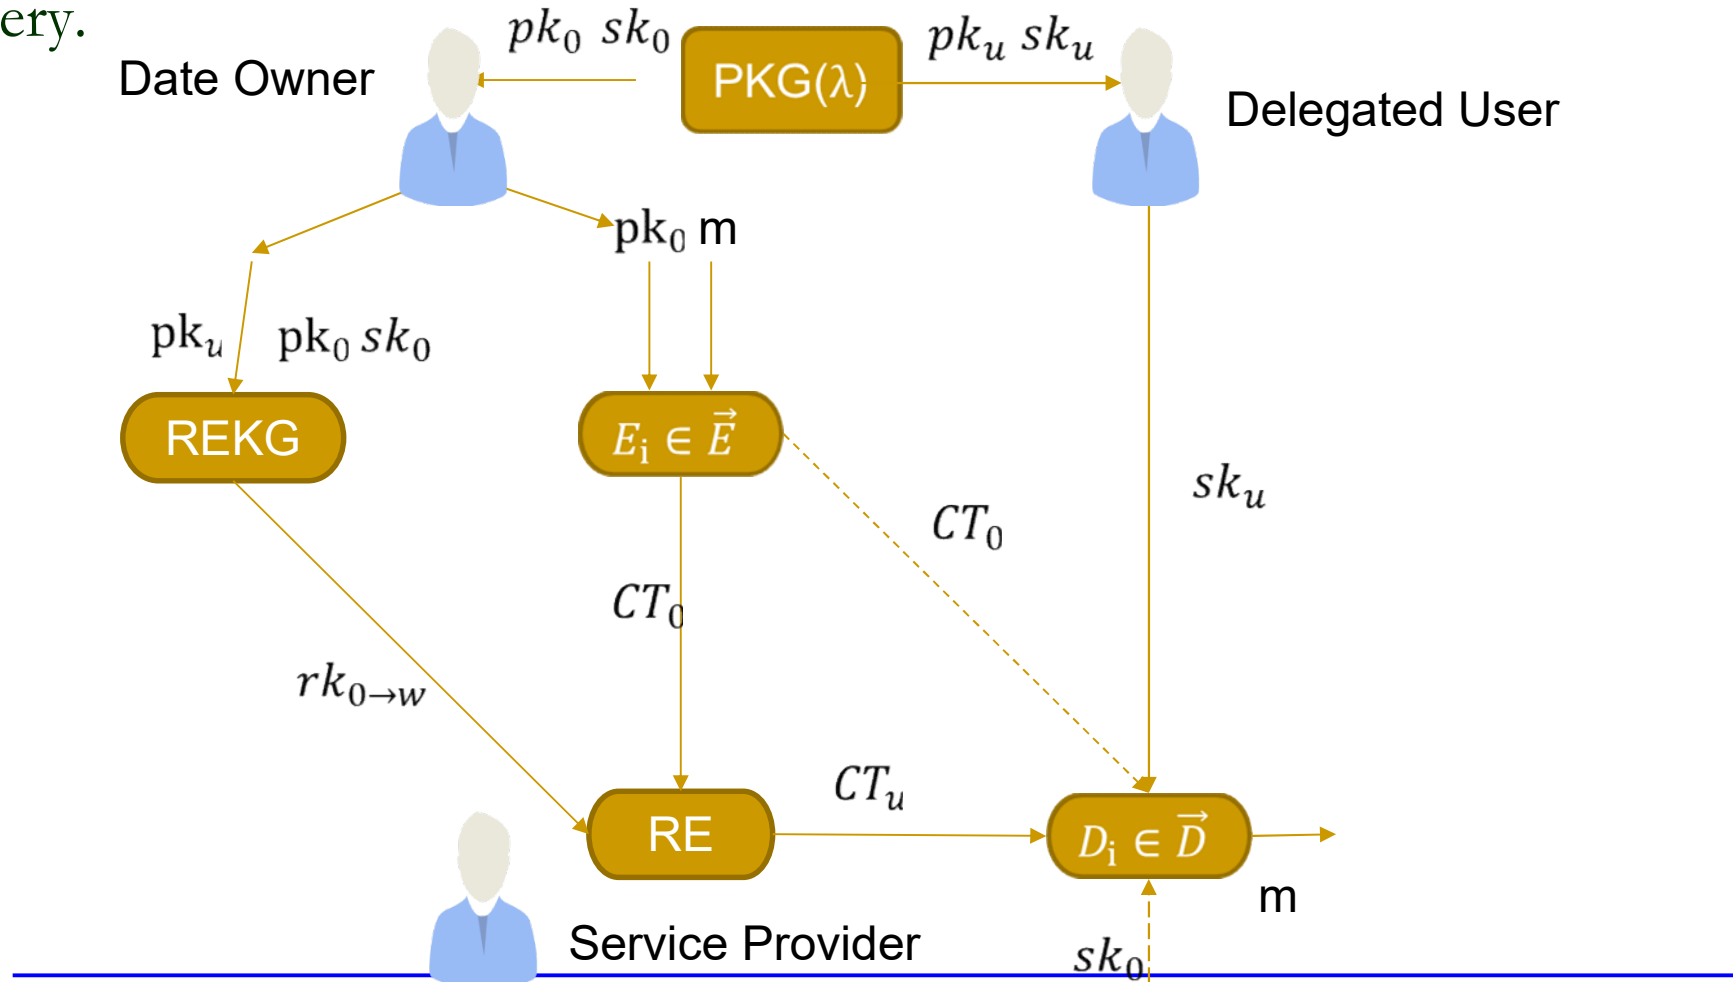 ery.
pk₀ sk₀
PKG(λ)
pkᵤ skᵤ
Date Owner
Delegated User
pk₀ m
pkᵤ
pk₀ sk₀
REKG
Eᵢ ∈ E⃗
skᵤ
CT₀
CT₀
rk₀→w
CTᵤ
RE
Dᵢ ∈ D⃗
m
Service Provider
sk₀